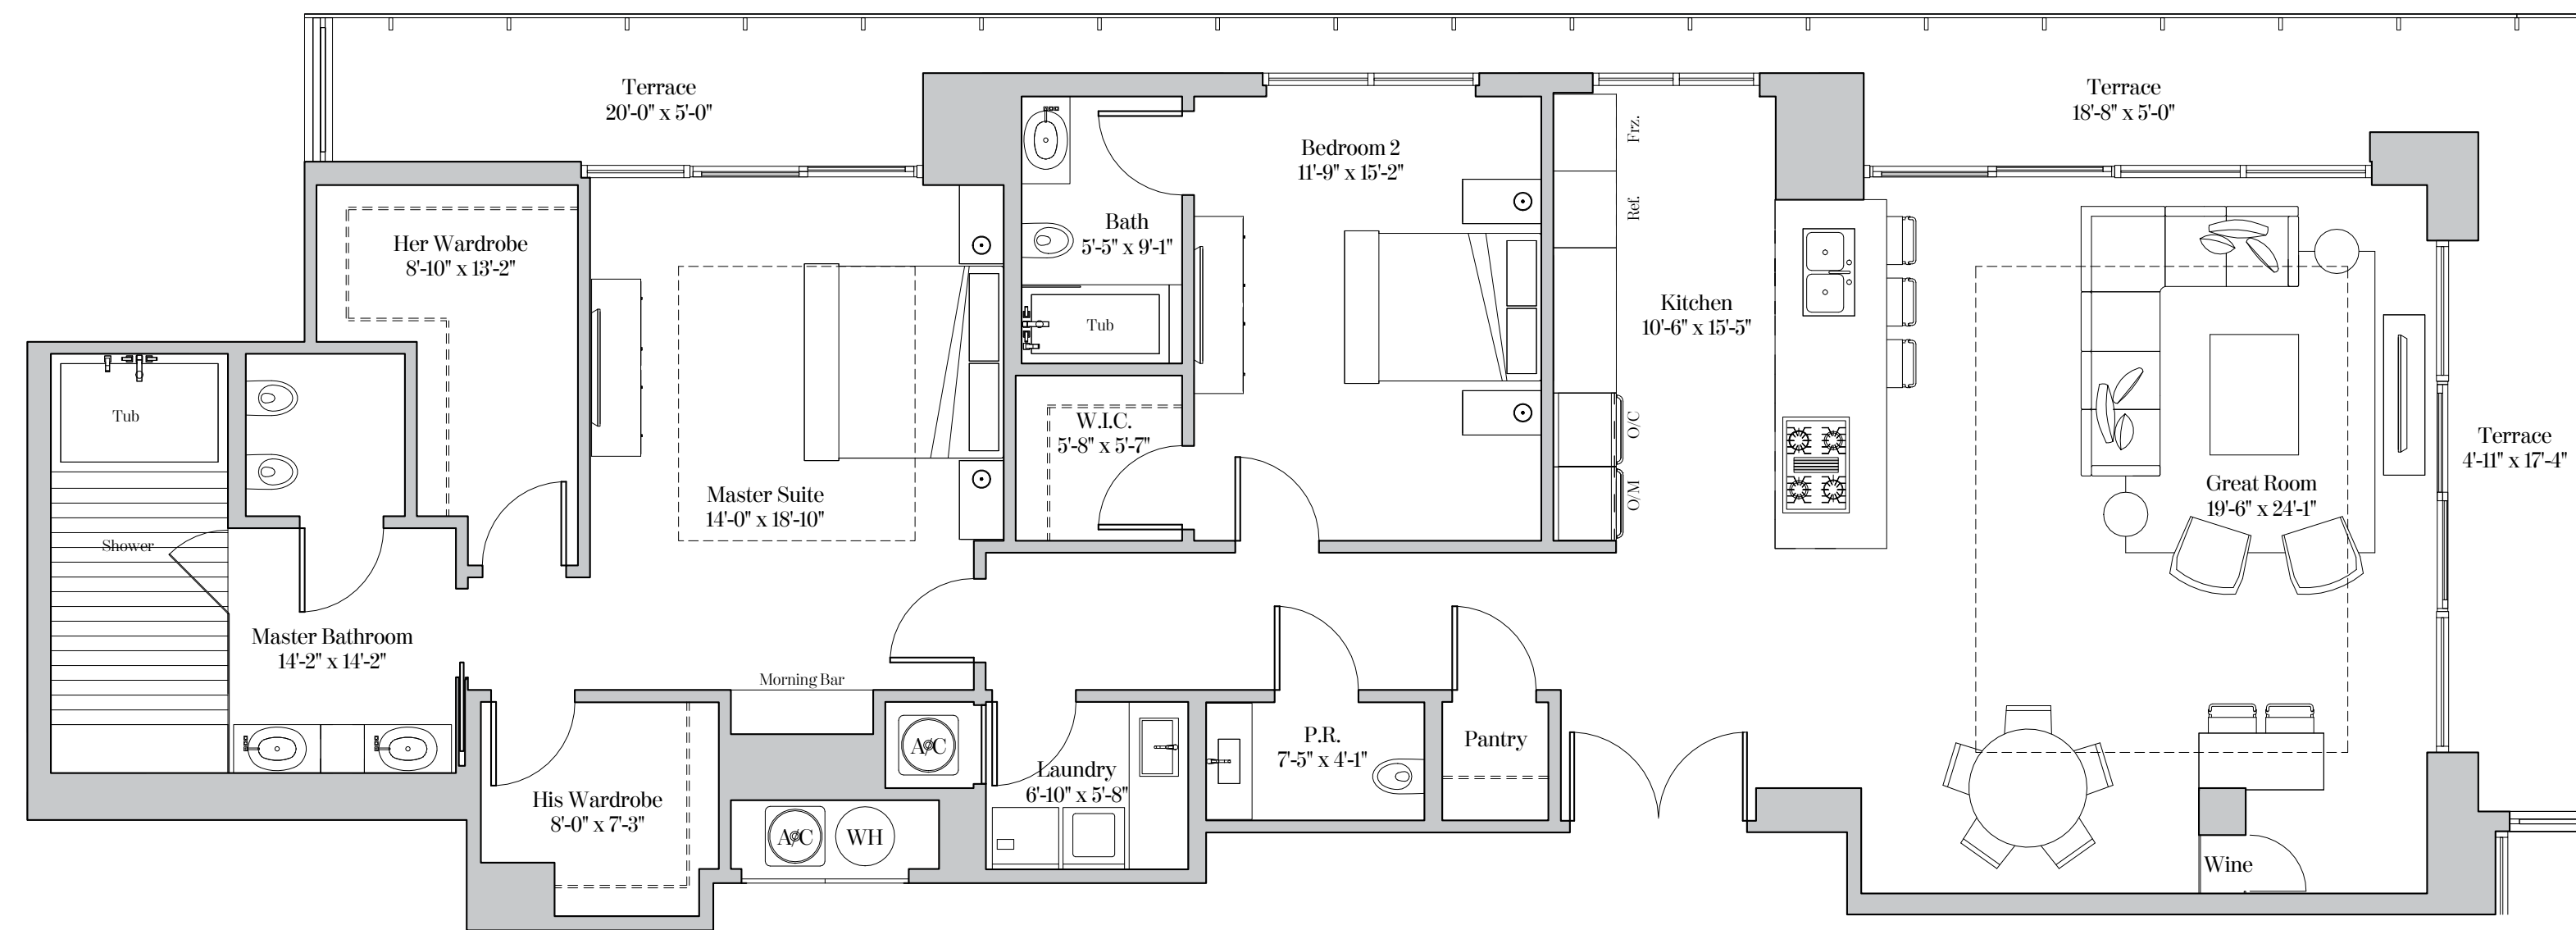 Terrace
20'-0" x 5'-0"
Terrace
18'-8" x 5'-0"
Bedroom 2
11'-9" x 15'-2"
Frz.
Ref.
Her Wardrobe
8'-10" x 13'-2"
Bath
5'-5" x 9'-1"
Tub
Kitchen
10'-6" x 15'-5"
Tub
W.I.C.
5'-8" x 5'-7"
O/C
O/M
Terrace
4'-11" x 17'-4"
Great Room
19'-6" x 24'-1"
Master Suite
14'-0" x 18'-10"
Shower
Master Bathroom
14'-2" x 14'-2"
Morning Bar
A/C
P.R.
7'-5" x 4'-1"
Pantry
Laundry
6'-10" x 5'-8"
His Wardrobe
8'-0" x 7'-3"
A/C
WH
Wine